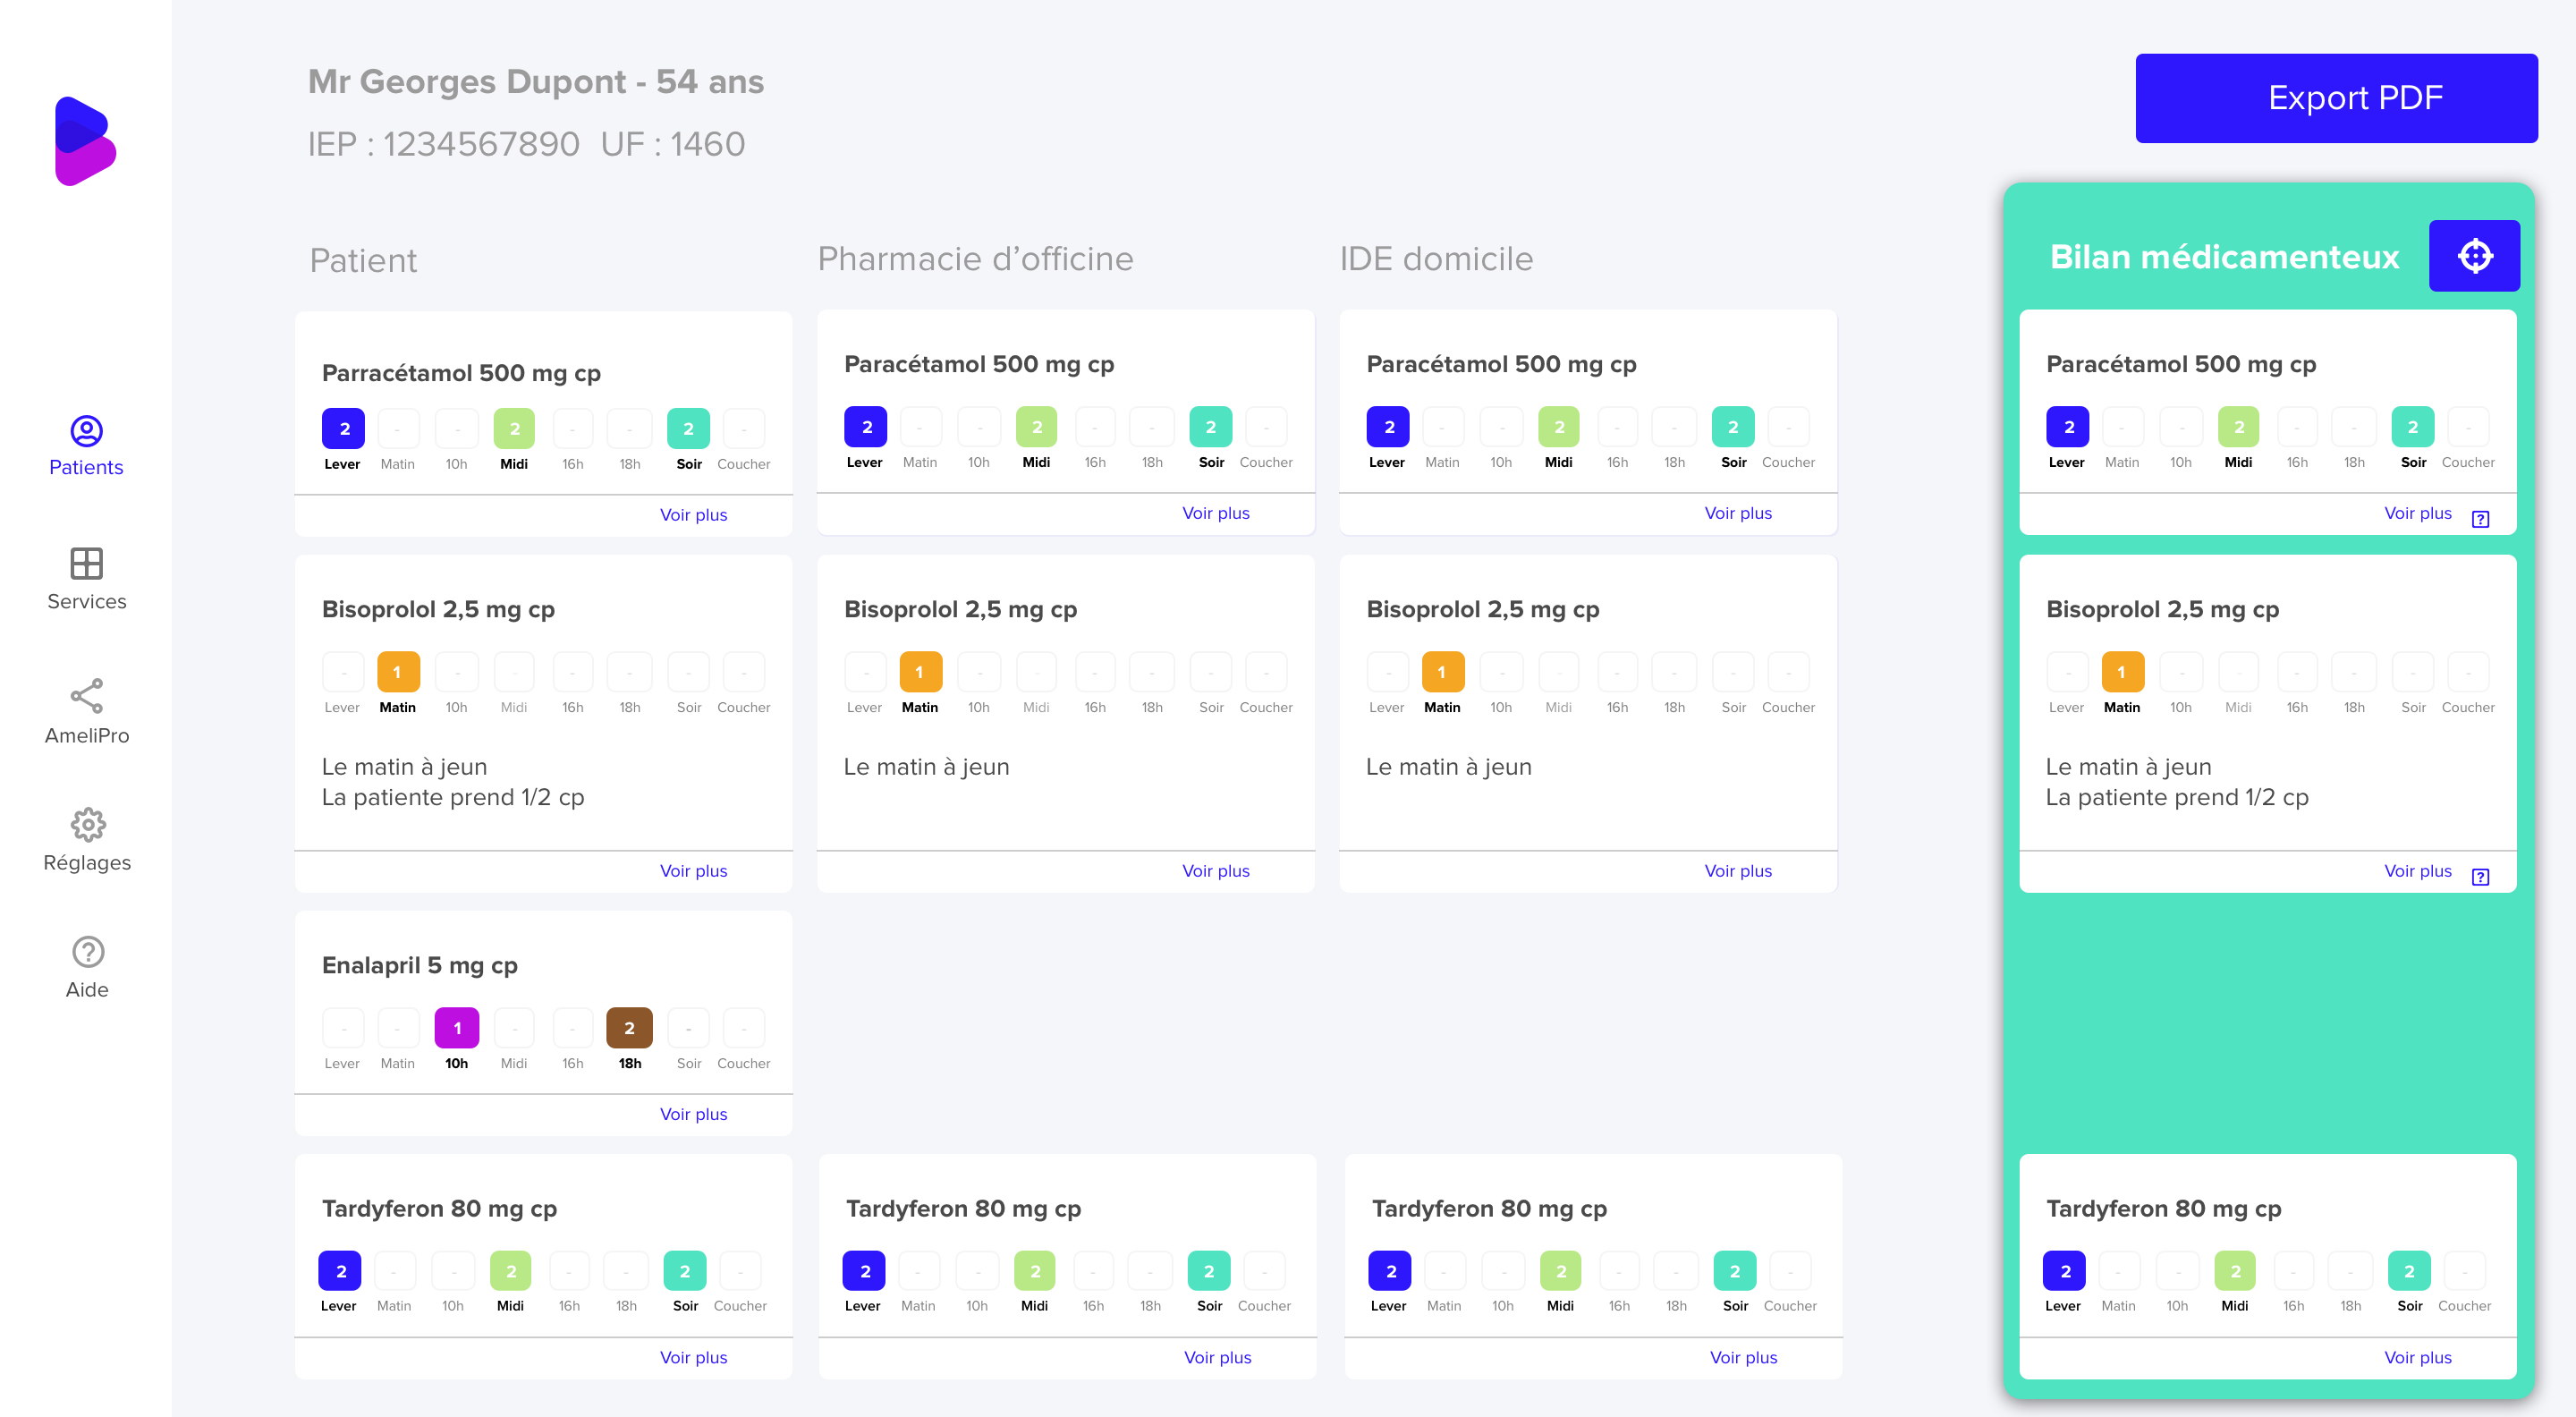 Mr Georges Dupont - 54 ans
IEP : 1234567890 UF : 1460
Export PDF
Patients
Services
AmeliPro
Réglages
Aide
Patient
Parracétamol 500 mg cp
2 - - 2 - - 2 -
Lever Matin 10h Midi 16h 18h Soir Coucher
Voir plus
Bisoprolol 2,5 mg cp
- 1 - - - - - -
Lever Matin 10h Midi 16h 18h Soir Coucher
Le matin à jeun
La patiente prend 1/2 cp
Voir plus
Enalapril 5 mg cp
- - 1 - - 2 - -
Lever Matin 10h Midi 16h 18h Soir Coucher
Voir plus
Tardyferon 80 mg cp
2 - - 2 - - 2 -
Lever Matin 10h Midi 16h 18h Soir Coucher
Voir plus
Pharmacie d’officine
Paracétamol 500 mg cp
2 - - 2 - - 2 -
Lever Matin 10h Midi 16h 18h Soir Coucher
Voir plus
Bisoprolol 2,5 mg cp
- 1 - - - - - -
Lever Matin 10h Midi 16h 18h Soir Coucher
Le matin à jeun
Voir plus
Tardyferon 80 mg cp
2 - - 2 - - 2 -
Lever Matin 10h Midi 16h 18h Soir Coucher
Voir plus
IDE domicile
Paracétamol 500 mg cp
2 - - 2 - - 2 -
Lever Matin 10h Midi 16h 18h Soir Coucher
Voir plus
Bisoprolol 2,5 mg cp
- 1 - - - - - -
Lever Matin 10h Midi 16h 18h Soir Coucher
Le matin à jeun
Voir plus
Tardyferon 80 mg cp
2 - - 2 - - 2 -
Lever Matin 10h Midi 16h 18h Soir Coucher
Voir plus
Bilan médicamenteux
Paracétamol 500 mg cp
2 - - 2 - - 2 -
Lever Matin 10h Midi 16h 18h Soir Coucher
Voir plus ?
Bisoprolol 2,5 mg cp
- 1 - - - - - -
Lever Matin 10h Midi 16h 18h Soir Coucher
Le matin à jeun
La patiente prend 1/2 cp
Voir plus ?
Tardyferon 80 mg cp
2 - - 2 - - 2 -
Lever Matin 10h Midi 16h 18h Soir Coucher
Voir plus